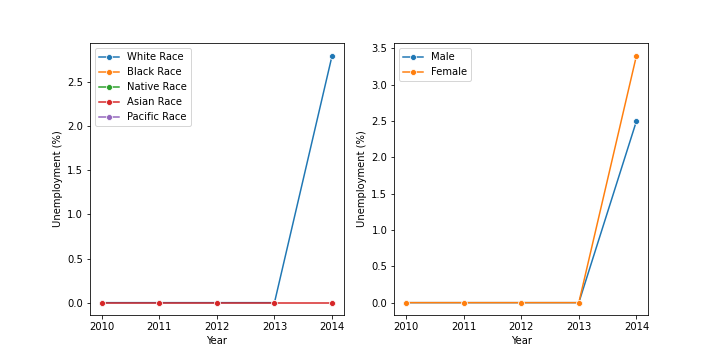 White Race
Black Race
Native Race
Asian Race
Pacific Race
Unemployment (%)
2.5
2.0
1.5
1.0
0.5
0.0
2010 2011 2012 2013 2014
Year
Male
Female
Unemployment (%)
3.5
3.0
2.5
2.0
1.5
1.0
0.5
0.0
2010 2011 2012 2013 2014
Year